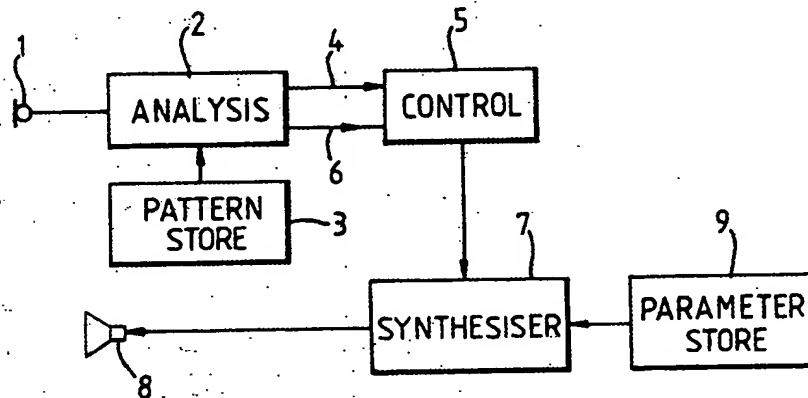 1
2
4
5
ANALYSIS
CONTROL
6
PATTERN
STORE
3
7
9
SYNTHESISER
PARAMETER
STORE
8